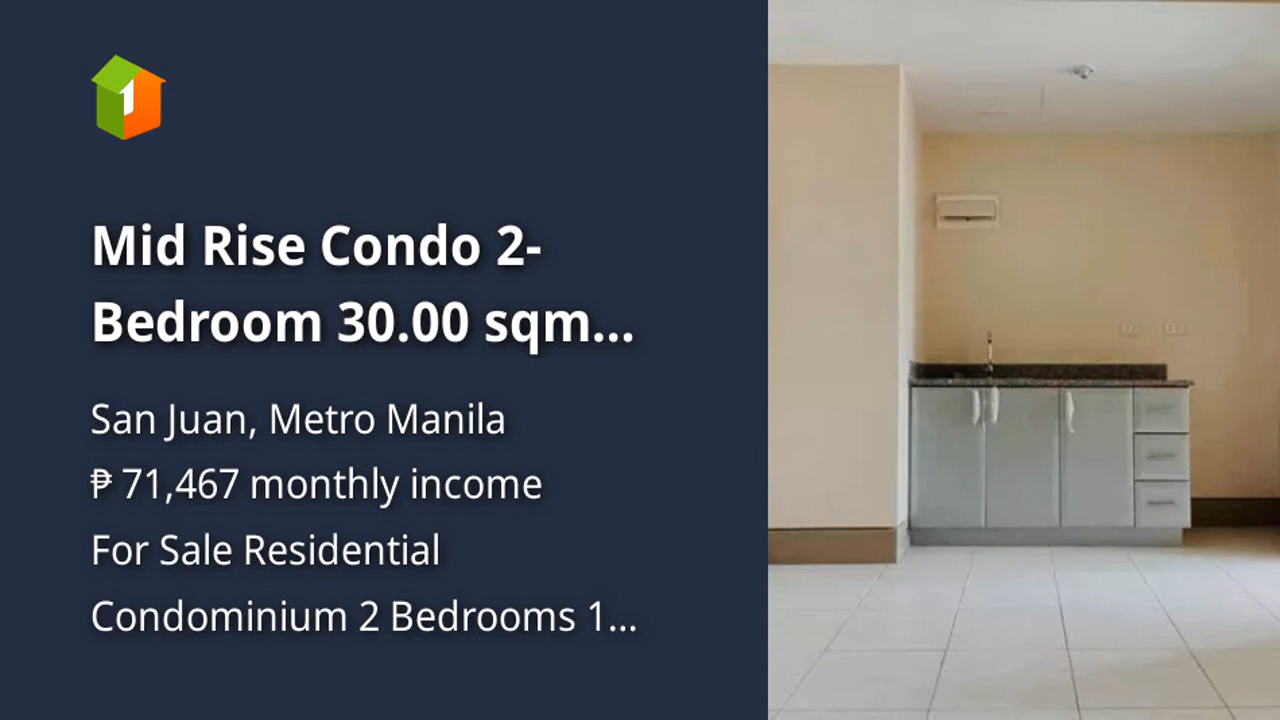 Mid Rise Condo 2-
Bedroom 30.00 sqm...
San Juan, Metro Manila
₱ 71,467 monthly income
For Sale Residential
Condominium 2 Bedrooms 1...